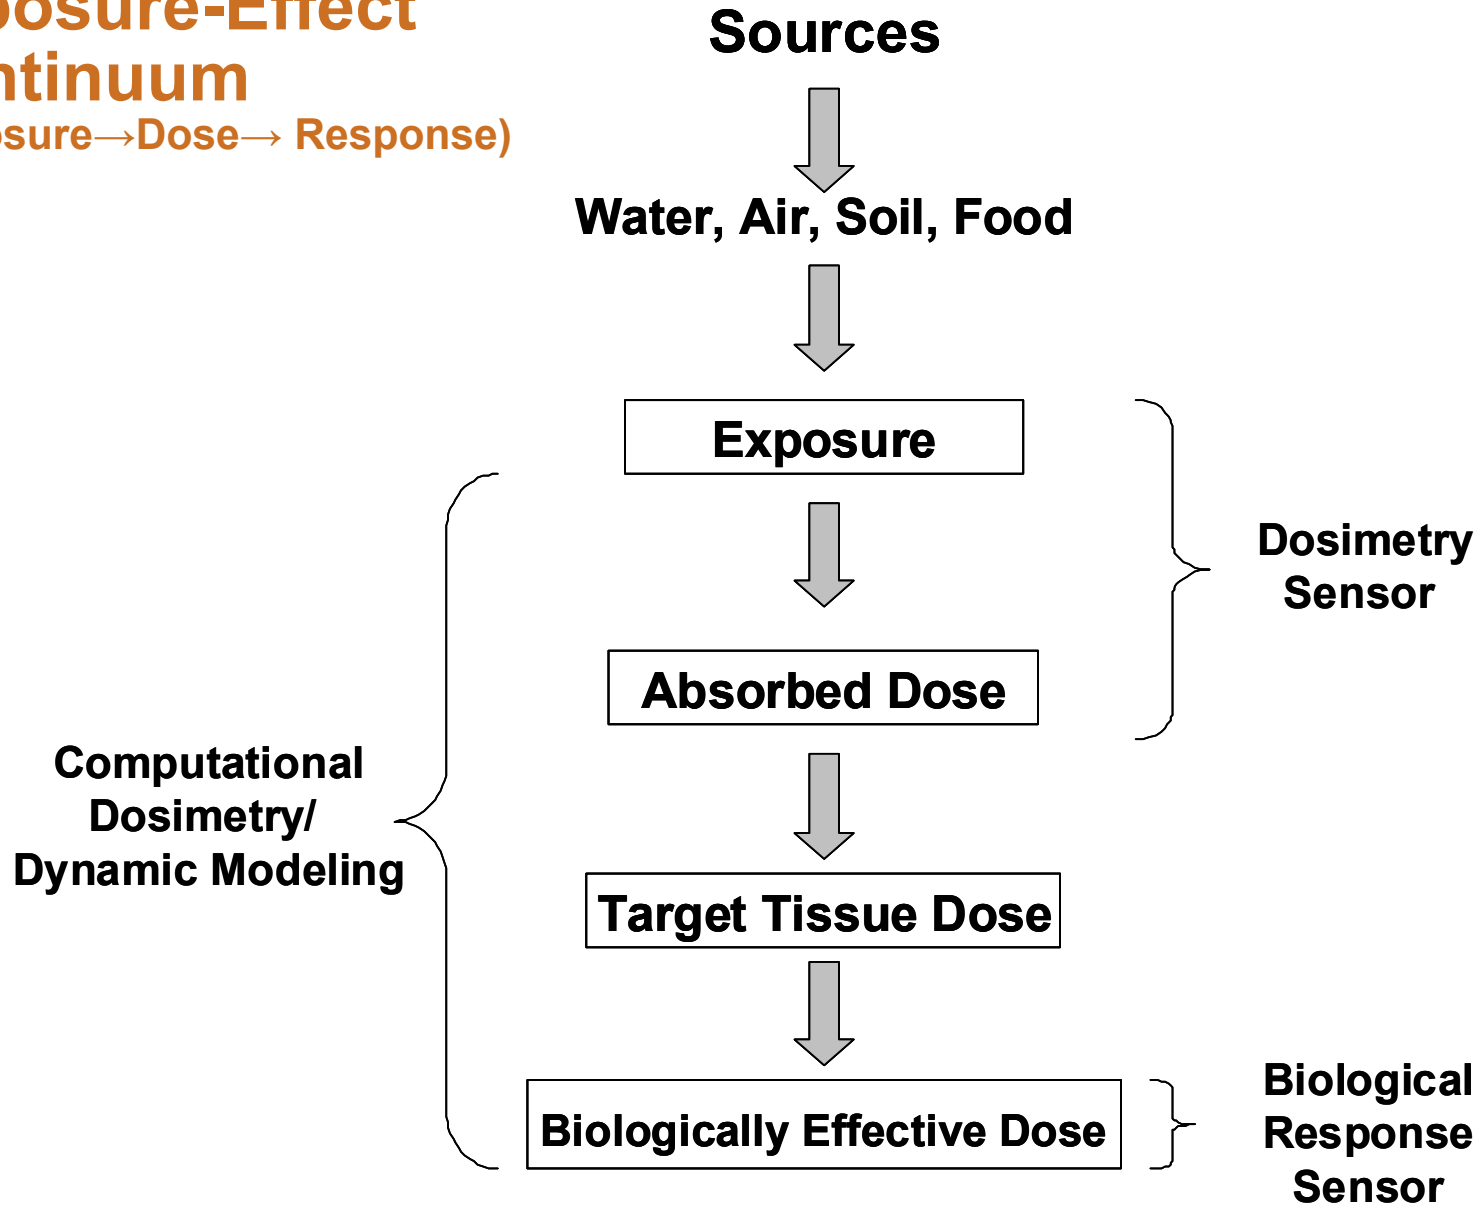 posure-Effect
ntinuum
osure→Dose→ Response)
Sources
Water, Air, Soil, Food
Exposure
Dosimetry
Sensor
Absorbed Dose
Computational
Dosimetry/
Dynamic Modeling
Target Tissue Dose
Biologically Effective Dose
Biological
Response
Sensor